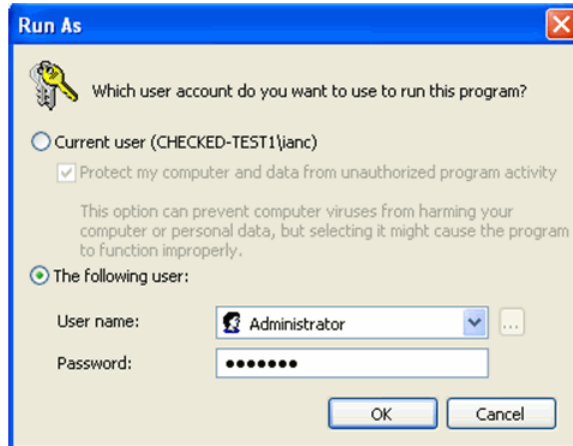 Run As
Which user account do you want to use to run this program?
Current user (CHECKED-TEST1\ianc)
Protect my computer and data from unauthorized program activity
This option can prevent computer viruses from harming your
computer or personal data, but selecting it might cause the program
to function improperly.
The following user:
User name: Administrator ...
Password: •••••••
OK Cancel